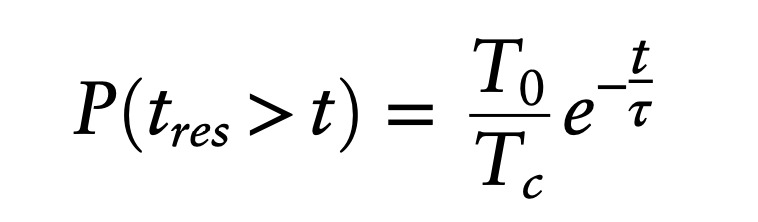 P(t_res > t) = T_0/T_c e^{-t/τ}